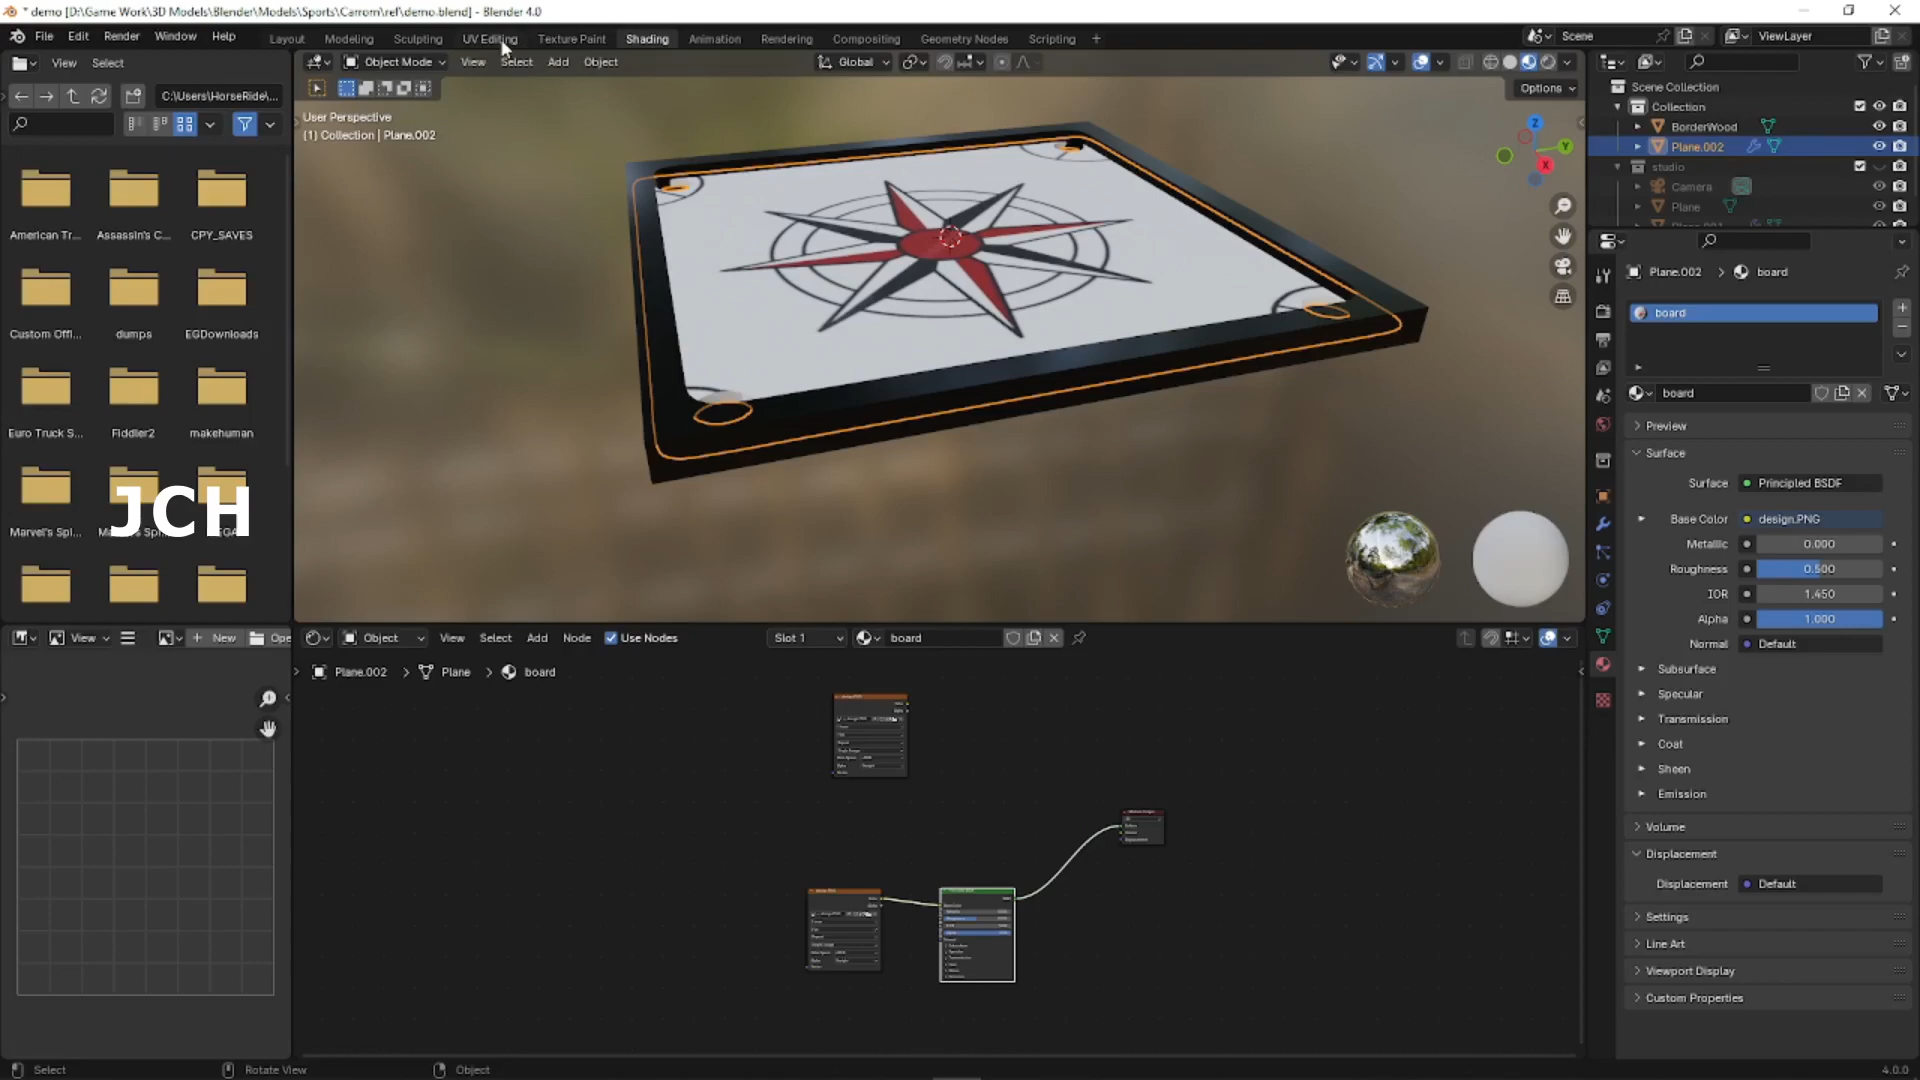 * demo [D:\Game Work\3D Models\Blender\Models\Sports\Carrom\ref\demo.blend] - Blender 4.0
File Edit Render Window Help Layout Modeling Sculpting UV Editing Texture Paint Shading Animation Rendering Compositing Geometry Nodes Scripting + Scene ViewLayer
View Select Object Mode View Select Add Object Global
C:\Users\HorseRide\...
Options
User Perspective
(1) Collection | Plane.002
Z
Y
X
American Tr... Assassin's C... CPY_SAVES
Custom Offi... dumps EGDownloads
Euro Truck S... Fiddler2 makehuman
Marvel's Spi...
JCH
Scene Collection
Collection
BorderWood
Plane.002
studio
Camera
Plane
Plane.002 > board
board
board
Preview
Surface
Surface Principled BSDF
Base Color design.PNG
Metallic 0.000
Roughness 0.500
IOR 1.450
Alpha 1.000
Normal Default
Subsurface
Specular
Transmission
Coat
Sheen
Emission
Volume
Displacement
Displacement Default
Settings
Line Art
Viewport Display
Custom Properties
View New Ope
Object View Select Add Node Use Nodes Slot 1 board
Plane.002 > Plane > board
Select Rotate View Object 4.0.0